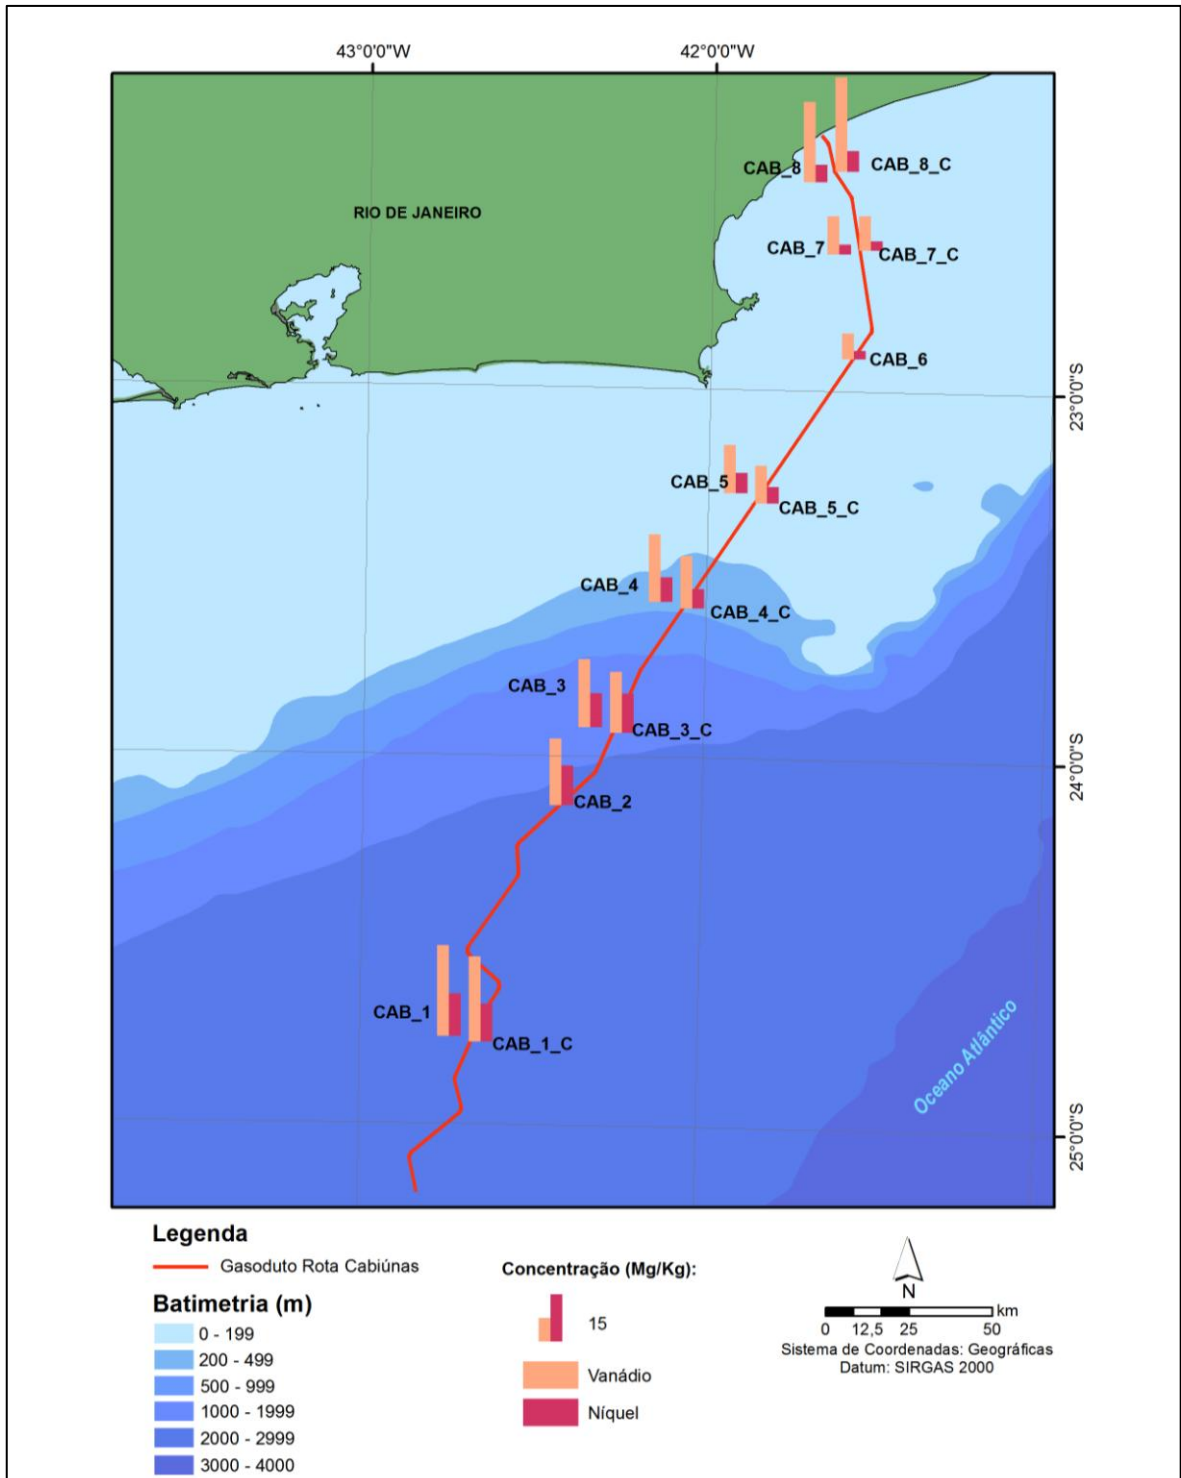 43°0'0"W
42°0'0"W
CAB_8
CAB_8_C
RIO DE JANEIRO
CAB_7
CAB_7_C
CAB_6
23°0'0"S
CAB_5
CAB_5_C
CAB_4
CAB_4_C
CAB_3
CAB_3_C
24°0'0"S
CAB_2
CAB_1
CAB_1_C
Oceano Atlântico
25°0'0"S
Legenda
Gasoduto Rota Cabiúnas
Batimetria (m)
0 - 199
200 - 499
500 - 999
1000 - 1999
2000 - 2999
3000 - 4000
Concentração (Mg/Kg):
15
Vanádio
Níquel
N
km
0 12,5 25 50
Sistema de Coordenadas: Geográficas
Datum: SIRGAS 2000